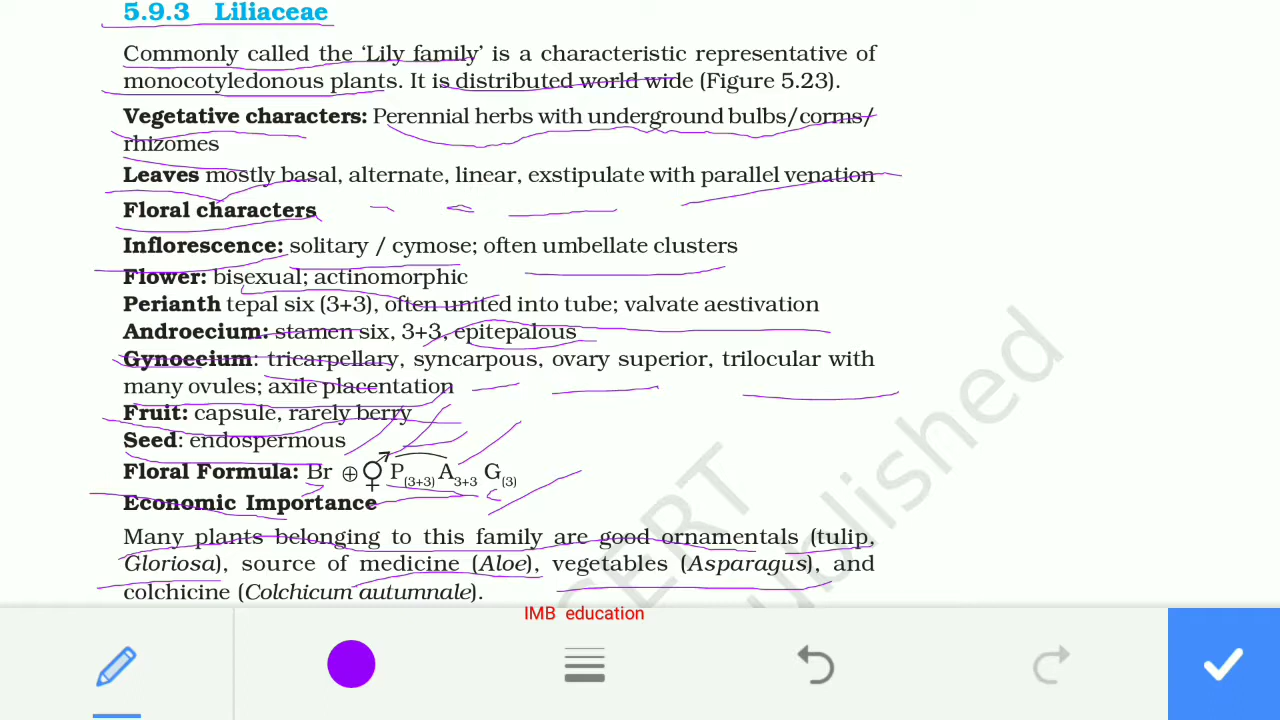 5.9.3 Liliaceae
Commonly called the ‘Lily family’ is a characteristic representative of
monocotyledonous plants. It is distributed world wide (Figure 5.23).
Vegetative characters: Perennial herbs with underground bulbs/corms/
rhizomes
Leaves mostly basal, alternate, linear, exstipulate with parallel venation
Floral characters
Inflorescence: solitary / cymose; often umbellate clusters
Flower: bisexual; actinomorphic
Perianth tepal six (3+3), often united into tube; valvate aestivation
Androecium: stamen six, 3+3, epitepalous
Gynoecium: tricarpellary, syncarpous, ovary superior, trilocular with
many ovules; axile placentation
Fruit: capsule, rarely berry
Seed: endospermous
Floral Formula: Br ⊕ ⚥ P(3+3) A3+3 G(3)
Economic Importance
Many plants belonging to this family are good ornamentals (tulip,
Gloriosa), source of medicine (Aloe), vegetables (Asparagus), and
colchicine (Colchicum autumnale).
IMB education